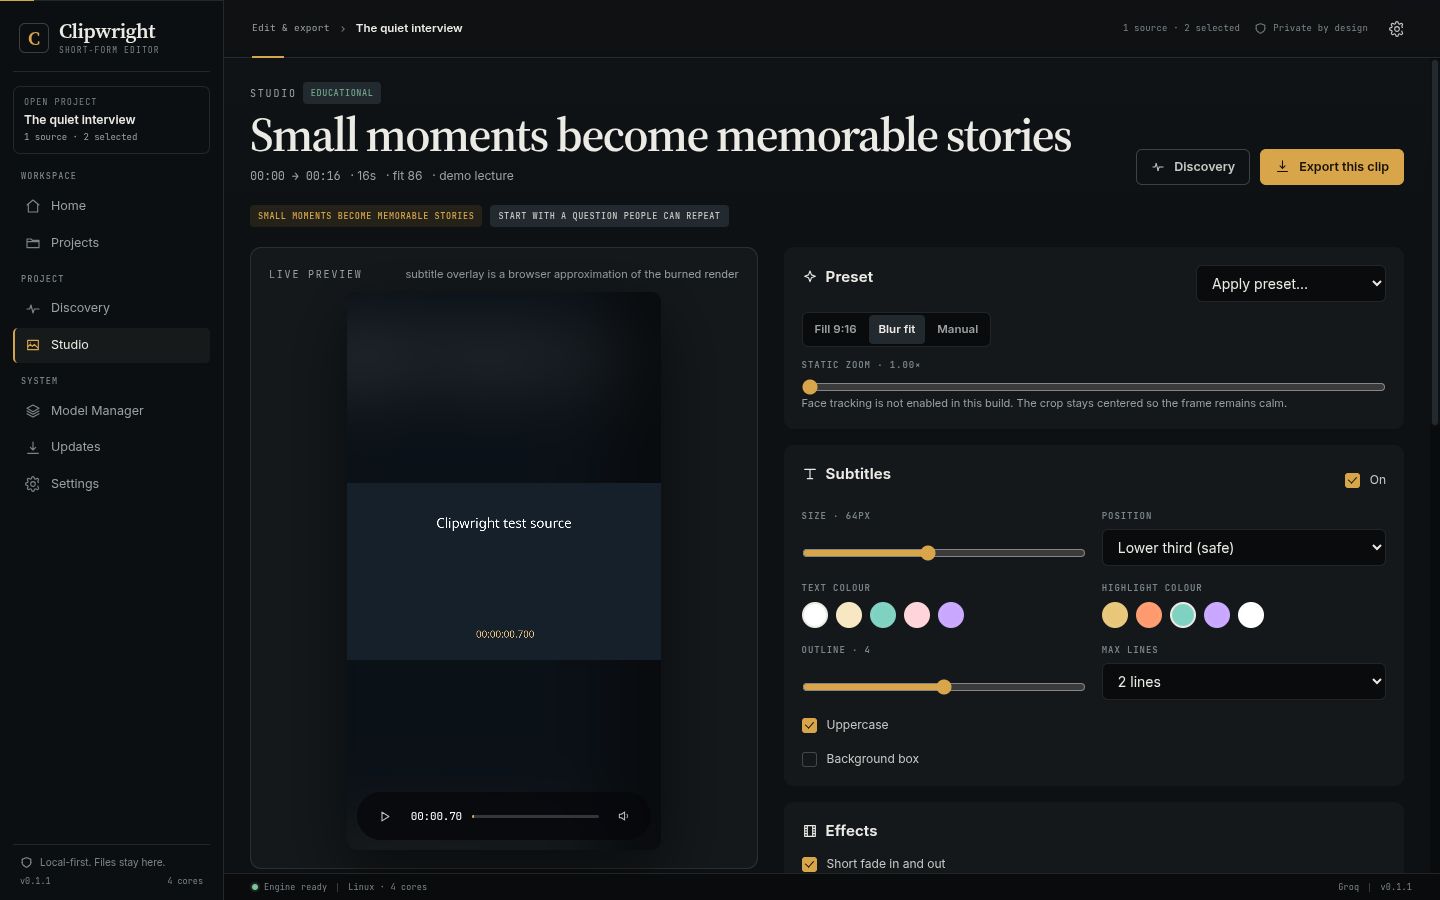 C
Clipwright
SHORT-FORM EDITOR
OPEN PROJECT
The quiet interview
1 source · 2 selected
WORKSPACE
Home
Projects
PROJECT
Discovery
Studio
SYSTEM
Model Manager
Updates
Settings
Local-first. Files stay here.
v0.1.1 4 cores
Edit & export › The quiet interview
1 source · 2 selected Private by design
STUDIO EDUCATIONAL
Small moments become memorable stories
00:00 → 00:16 · 16s · fit 86 · demo lecture
Discovery
Export this clip
SMALL MOMENTS BECOME MEMORABLE STORIES
START WITH A QUESTION PEOPLE CAN REPEAT
LIVE PREVIEW subtitle overlay is a browser approximation of the burned render
Clipwright test source
00:00:00.700
00:00.70
Preset
Apply preset...
Fill 9:16 Blur fit Manual
STATIC ZOOM · 1.00×
Face tracking is not enabled in this build. The crop stays centered so the frame remains calm.
Subtitles
On
SIZE · 64PX
POSITION
Lower third (safe)
TEXT COLOUR
HIGHLIGHT COLOUR
OUTLINE · 4
MAX LINES
2 lines
Uppercase
Background box
Effects
Short fade in and out
Engine ready | Linux · 4 cores
Groq | v0.1.1